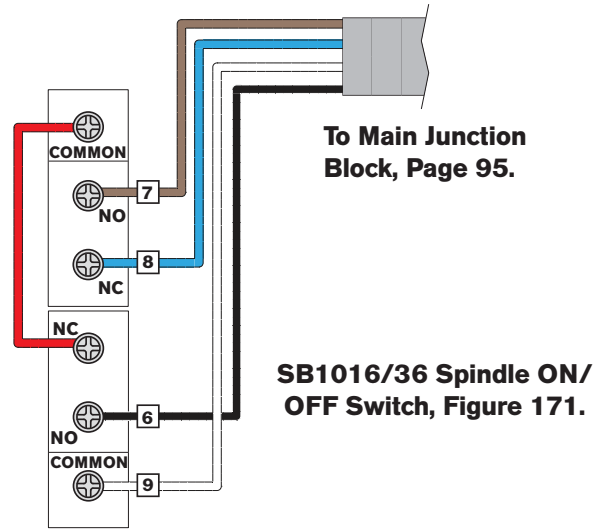 COMMON
7
NO
8
NC
NC
6
NO
COMMON
9
To Main Junction
Block, Page 95.
SB1016/36 Spindle ON/
OFF Switch, Figure 171.